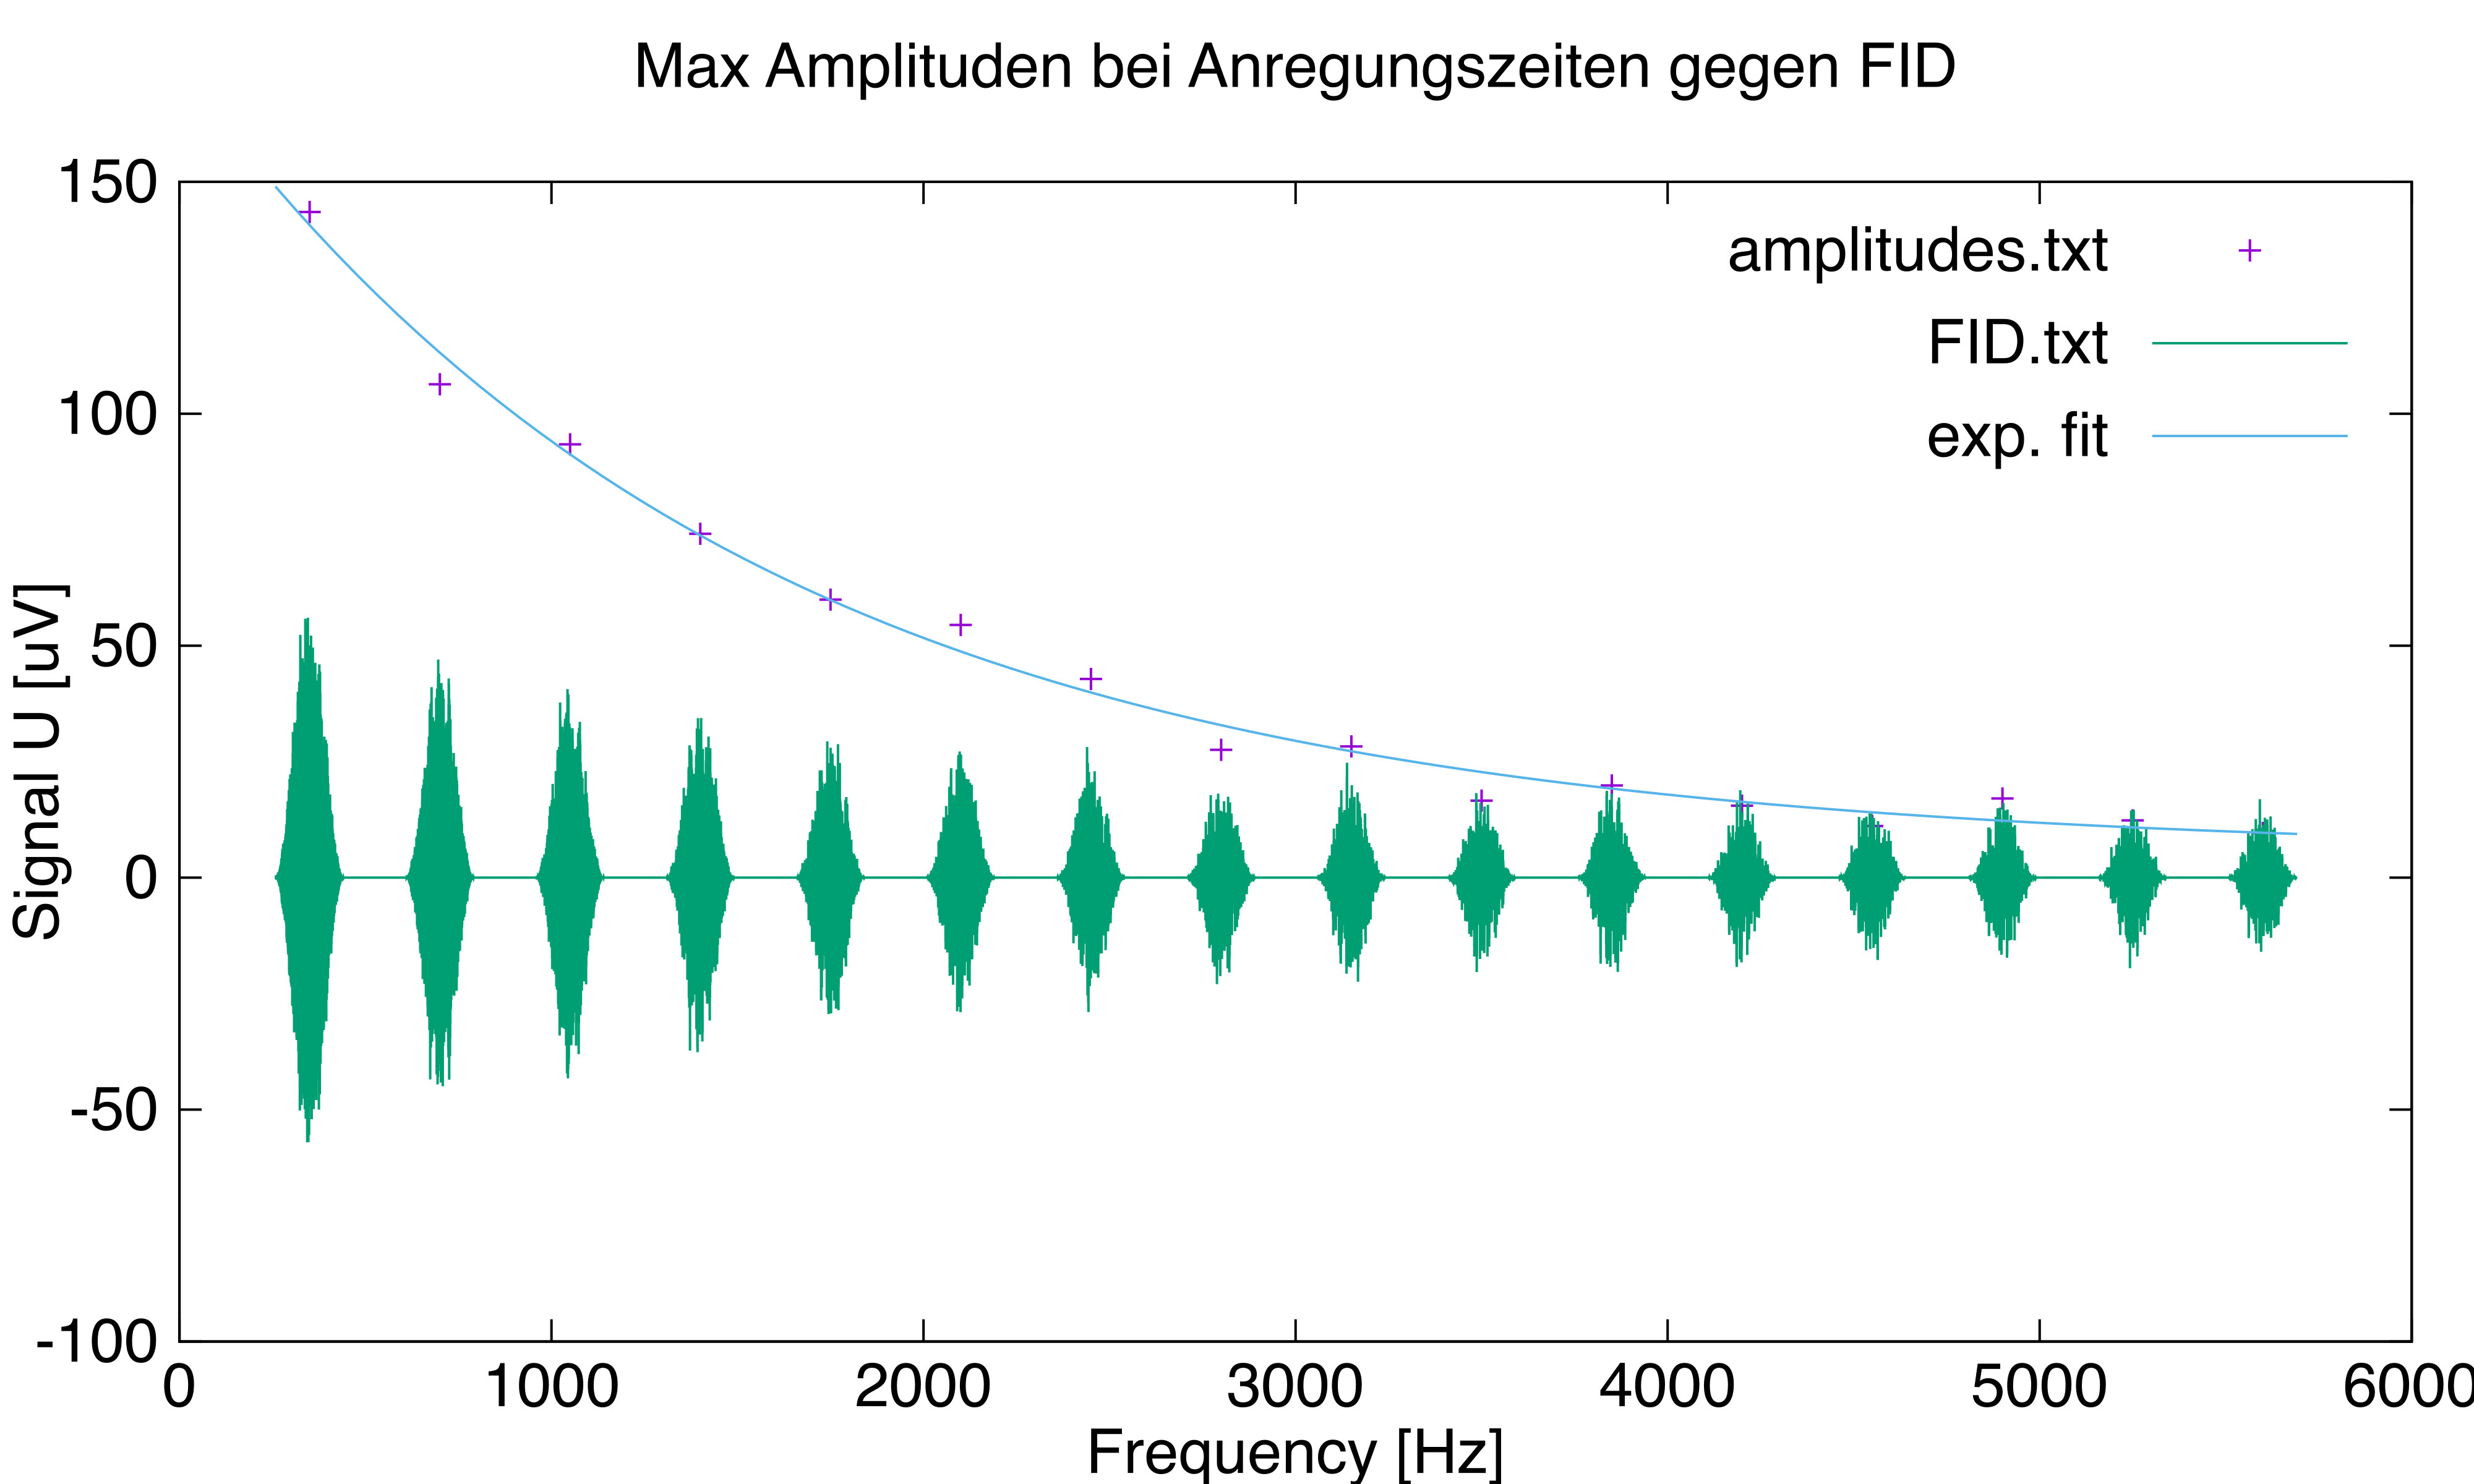 Max Amplituden bei Anregungszeiten gegen FID
150
100
50
0
-50
-100
Signal U [uV]
amplitudes.txt
FID.txt
exp. fit
0 1000 2000 3000 4000 5000 6000
Frequency [Hz]